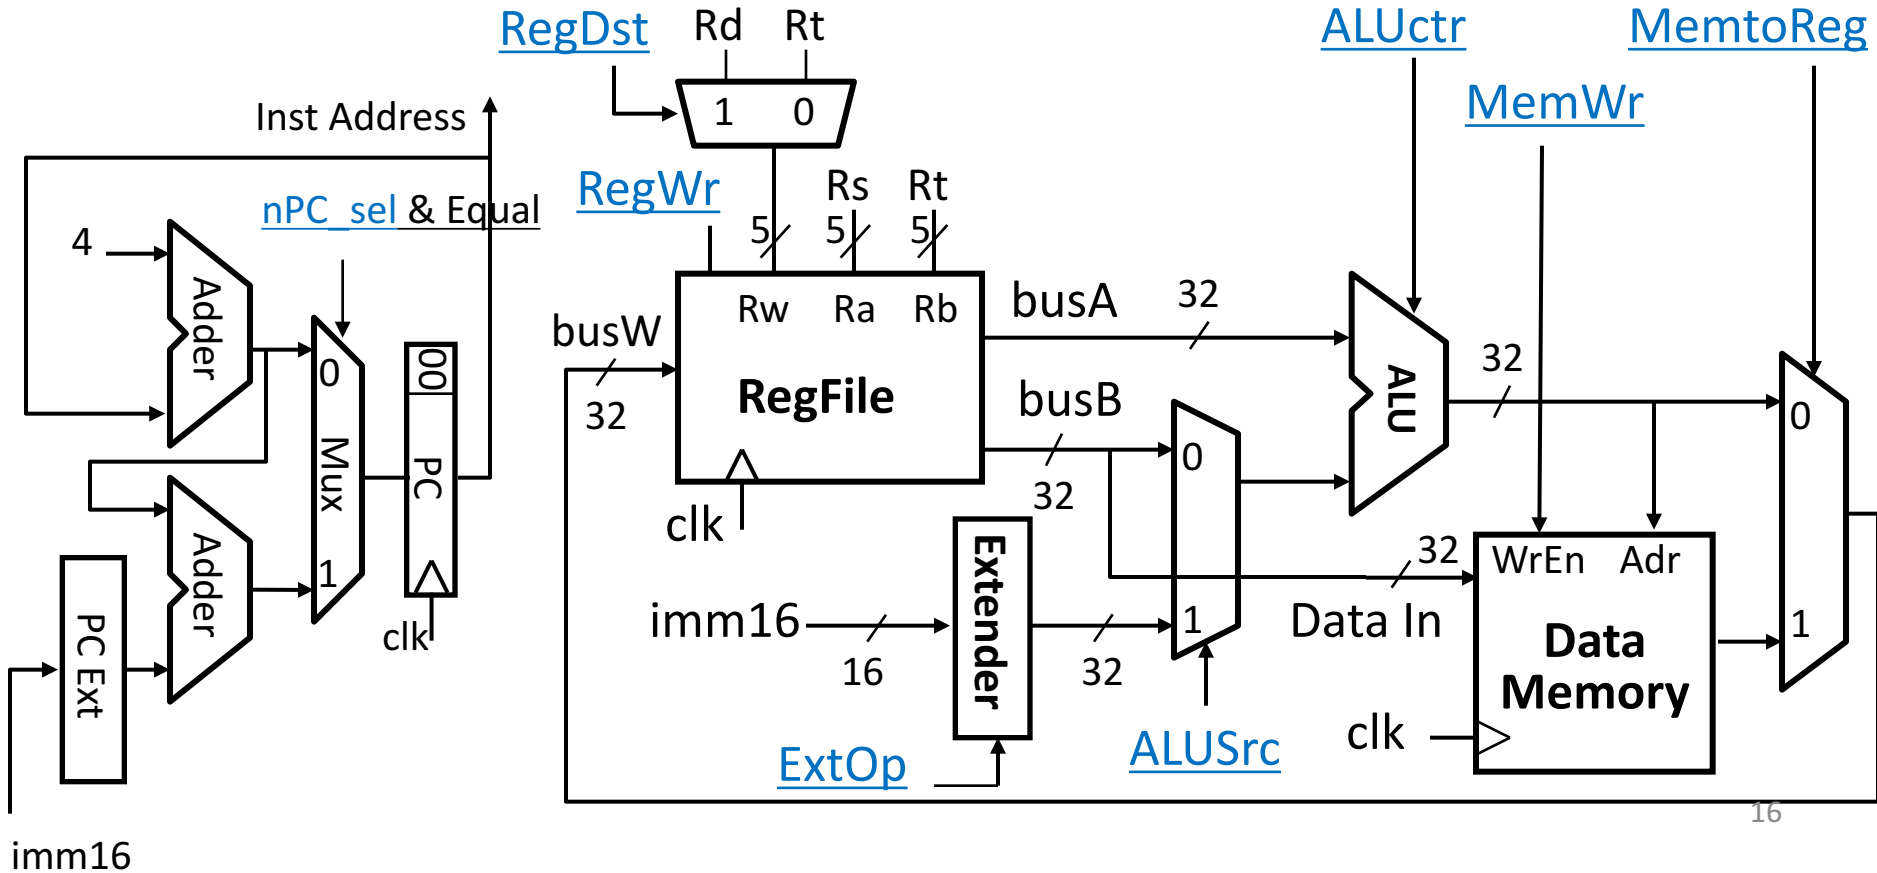 RegDst
Rd Rt
ALUctr
MemtoReg
1 0
MemWr
Inst Address
RegWr
Rs Rt
nPC_sel & Equal
5 5 5
4
Adder
Rw Ra Rb
busA
32
busW
32
RegFile
busB
32
clk
0
Mux
1
00
PC
clk
Adder
PC Ext
imm16
imm16
16
Extender
32
ExtOp
0
1
ALUSrc
ALU
32
32
Data In
WrEn Adr
Data
Memory
clk
0
1
16